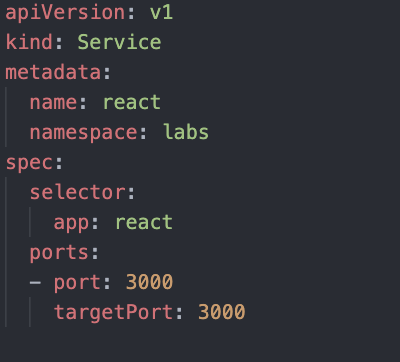 apiVersion: v1
kind: Service
metadata:
  name: react
  namespace: labs
spec:
  selector:
    app: react
  ports:
  - port: 3000
    targetPort: 3000